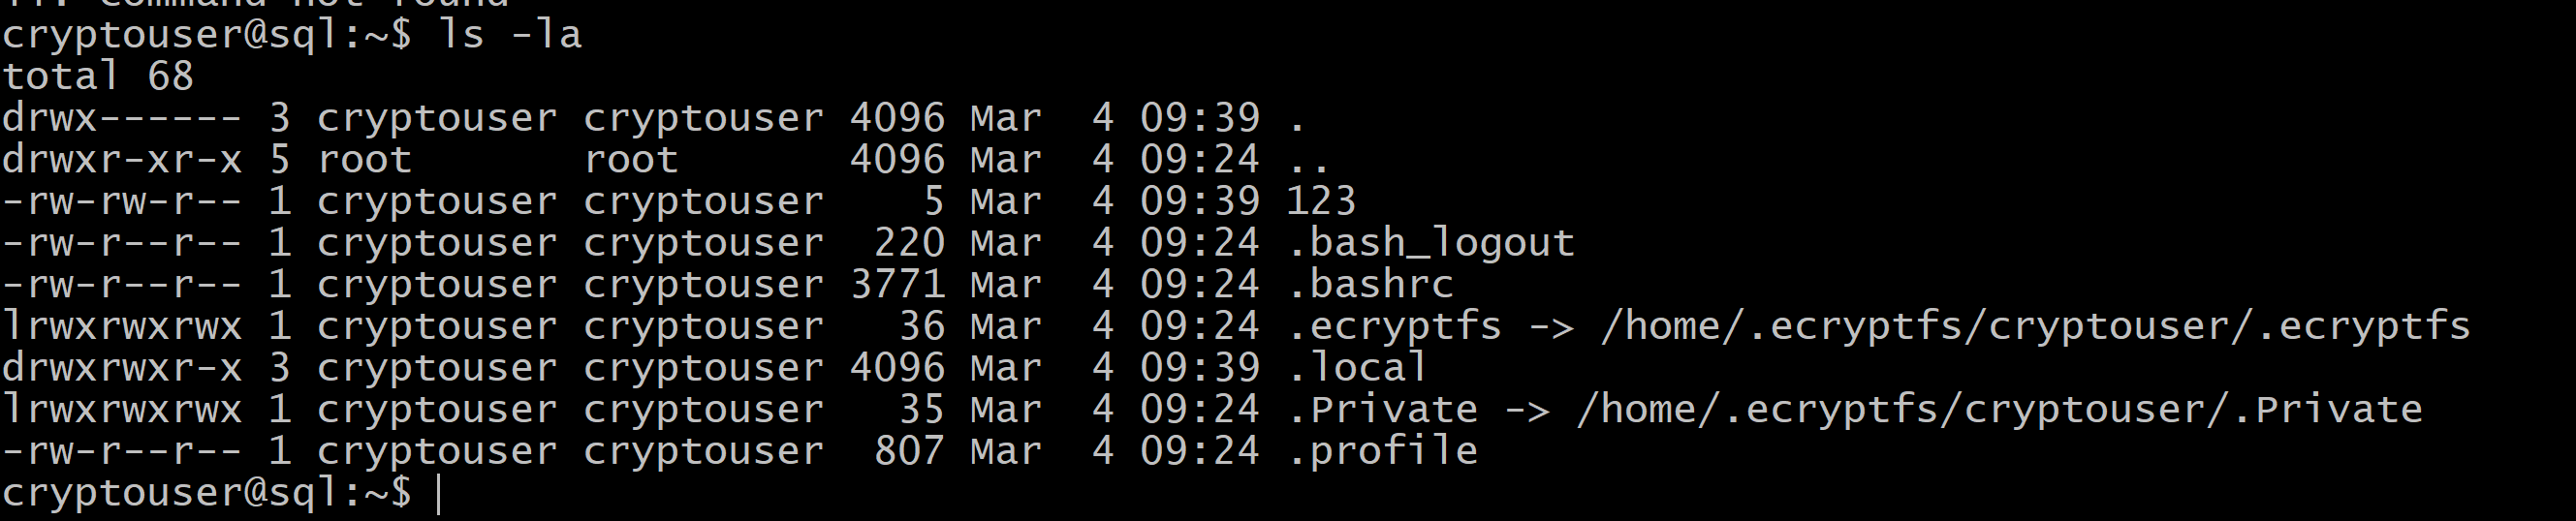 command not found
cryptouser@sql:~$ ls -la
total 68
drwx------ 3 cryptouser cryptouser 4096 Mar  4 09:39 .
drwxr-xr-x 5 root       root       4096 Mar  4 09:24 ..
-rw-rw-r-- 1 cryptouser cryptouser    5 Mar  4 09:39 123
-rw-r--r-- 1 cryptouser cryptouser  220 Mar  4 09:24 .bash_logout
-rw-r--r-- 1 cryptouser cryptouser 3771 Mar  4 09:24 .bashrc
lrwxrwxrwx 1 cryptouser cryptouser   36 Mar  4 09:24 .ecryptfs -> /home/.ecryptfs/cryptouser/.ecryptfs
drwxrwxr-x 3 cryptouser cryptouser 4096 Mar  4 09:39 .local
lrwxrwxrwx 1 cryptouser cryptouser   35 Mar  4 09:24 .Private -> /home/.ecryptfs/cryptouser/.Private
-rw-r--r-- 1 cryptouser cryptouser  807 Mar  4 09:24 .profile
cryptouser@sql:~$